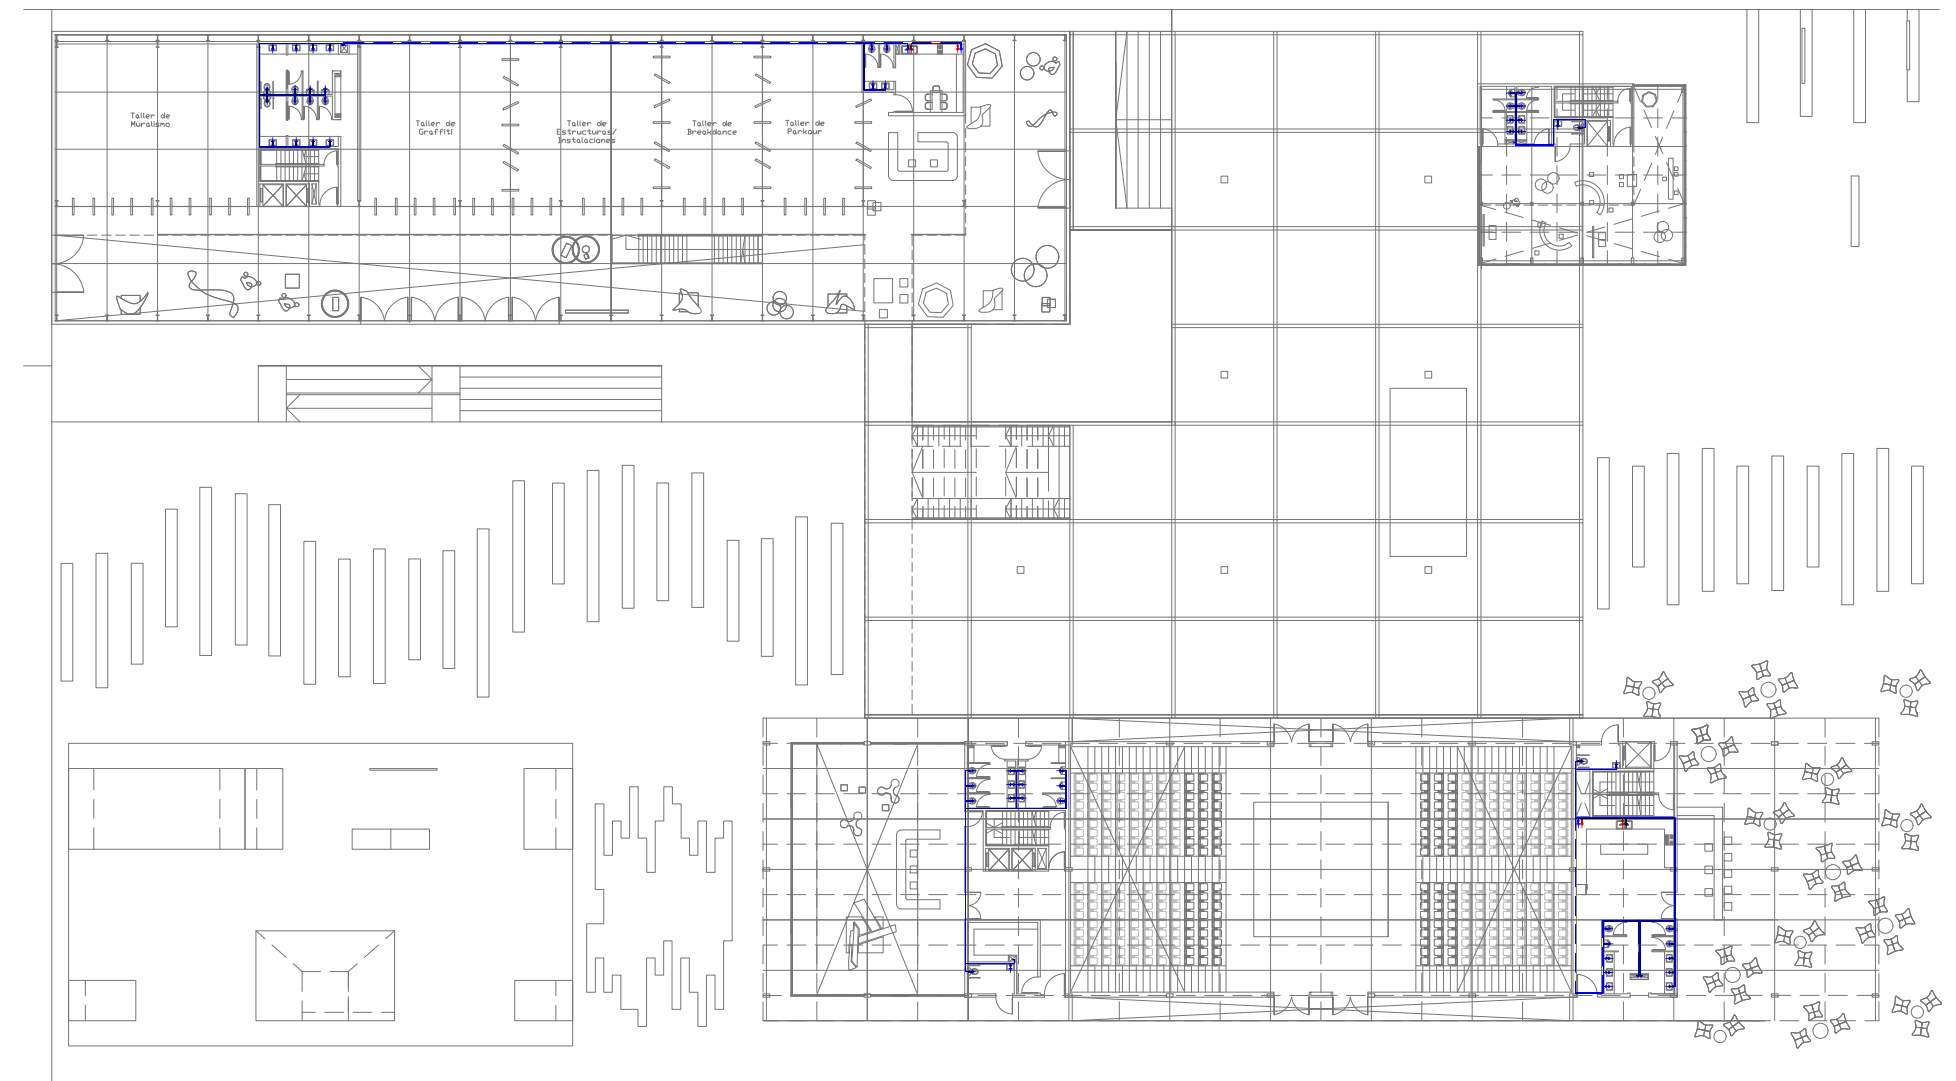 Taller de
Muralismo
Taller de
Graffiti
Taller de
Estructuras/
Instalaciones
Taller de
Breakdance
Taller de
Parkour